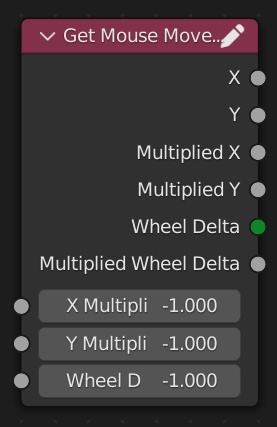 Get Mouse Move...
X
Y
Multiplied X
Multiplied Y
Wheel Delta
Multiplied Wheel Delta
X Multipli -1.000
Y Multipli -1.000
Wheel D -1.000